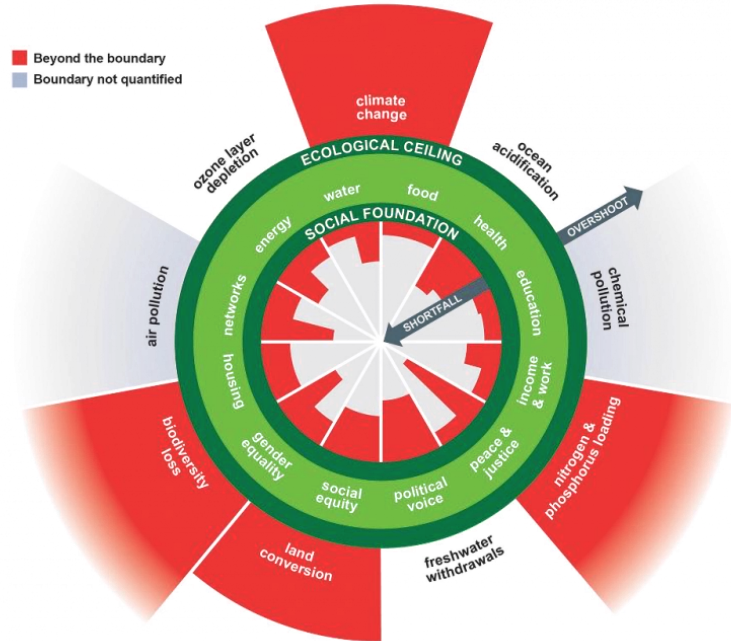 Beyond the boundary
Boundary not quantified
climate
change
ozone layer
depletion
ocean
acidification
ECOLOGICAL CEILING
water
food
energy
health
SOCIAL FOUNDATION
OVERSHOOT
SHORTFALL
air pollution
networks
education
chemical
pollution
housing
income
& work
biodiversity
loss
gender
equality
peace &
justice
nitrogen &
phosphorus loading
social
equity
political
voice
land
conversion
freshwater
withdrawals